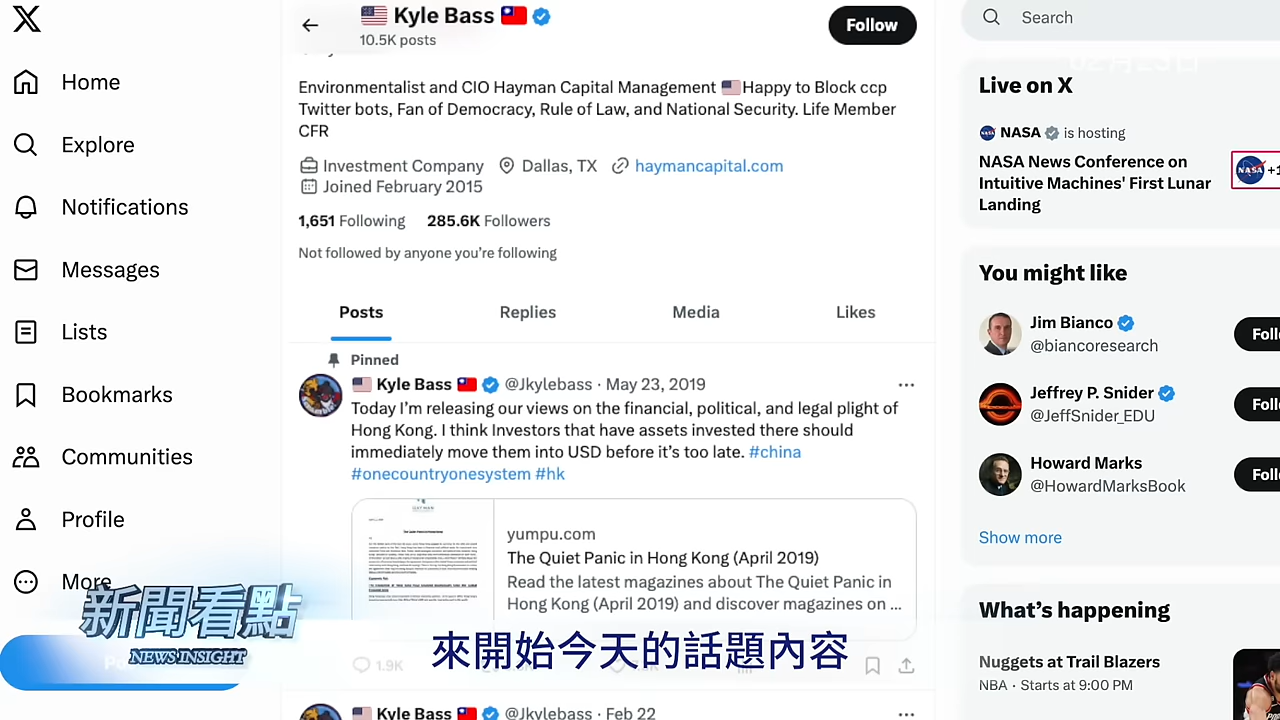 Home
Explore
Notifications
Messages
Lists
Bookmarks
Communities
Profile
More
Kyle Bass
10.5K posts
Follow
Environmentalist and CIO Hayman Capital Management Happy to Block ccp
Twitter bots, Fan of Democracy, Rule of Law, and National Security. Life Member
CFR
Investment Company Dallas, TX haymancapital.com
Joined February 2015
1,651 Following 285.6K Followers
Not followed by anyone you're following
Posts Replies Media Likes
Pinned
Kyle Bass @Jkylebass · May 23, 2019
Today I'm releasing our views on the financial, political, and legal plight of
Hong Kong. I think Investors that have assets invested there should
immediately move them into USD before it's too late. #china
#onecountryonesystem #hk
yumpu.com
The Quiet Panic in Hong Kong (April 2019)
Read the latest magazines about The Quiet Panic in
Hong Kong (April 2019) and discover magazines on ...
1.9K
Kyle Bass @Jkylebass · Feb 22
Search
Live on X
NASA is hosting
NASA News Conference on
Intuitive Machines' First Lunar
Landing
+1
You might like
Jim Bianco
@biancoresearch
Jeffrey P. Snider
@JeffSnider_EDU
Howard Marks
@HowardMarksBook
Show more
What's happening
Nuggets at Trail Blazers
NBA · Starts at 9:00 PM
新聞看點
NEWS INSIGHT
來開始今天的話題內容